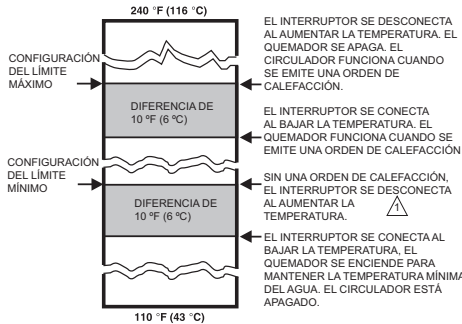 240 °F (116 °C)
CONFIGURACIÓN
DEL LÍMITE
MÁXIMO
DIFERENCIA DE
10 ºF (6 ºC)
CONFIGURACIÓN
DEL LÍMITE
MÍNIMO
DIFERENCIA DE
10 ºF (6 ºC)
110 °F (43 °C)
EL INTERRUPTOR SE DESCONECTA
AL AUMENTAR LA TEMPERATURA. EL
QUEMADOR SE APAGA. EL
CIRCULADOR FUNCIONA CUANDO
SE EMITE UNA ORDEN DE
CALEFACCIÓN.
EL INTERRUPTOR SE CONECTA
AL BAJAR LA TEMPERATURA. EL
QUEMADOR FUNCIONA CUANDO SE
EMITE UNA ORDEN DE CALEFACCIÓN
SIN UNA ORDEN DE CALEFACCIÓN,
EL INTERRUPTOR SE DESCONECTA
AL AUMENTAR LA
TEMPERATURA. 1
EL INTERRUPTOR SE CONECTA AL
BAJAR LA TEMPERATURA, EL
QUEMADOR SE ENCIENDE PARA
MANTENER LA TEMPERATURA MÍNIMA
DEL AGUA. EL CIRCULADOR ESTÁ
APAGADO.